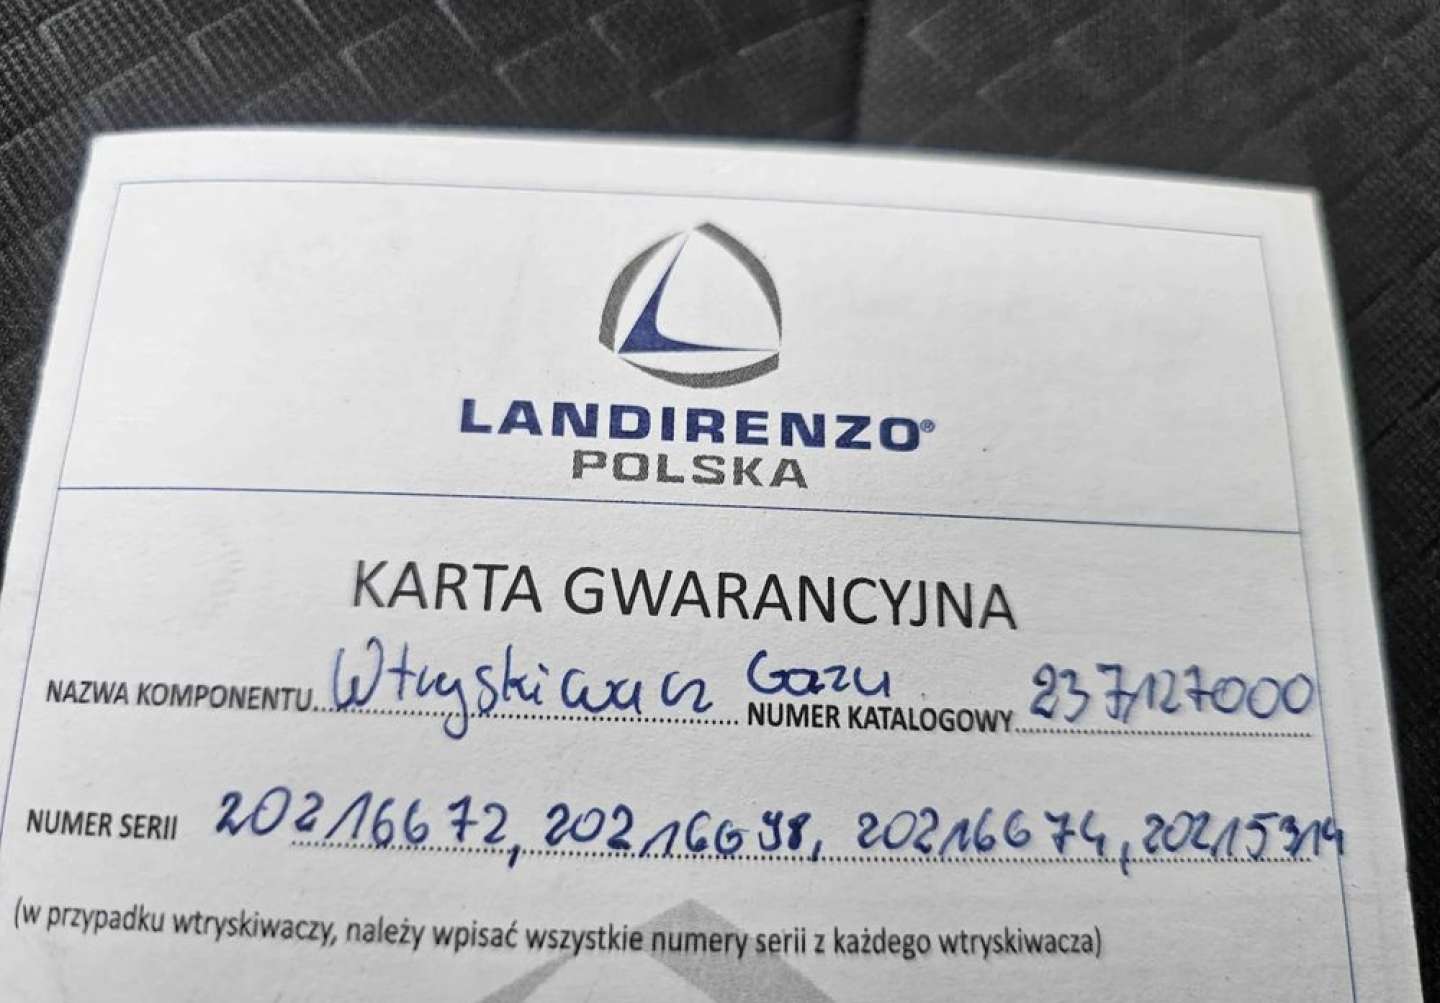 LANDIRENZO®
POLSKA
KARTA GWARANCYJNA
NAZWA KOMPONENTU Wtryskiwacz Gazu NUMER KATALOGOWY 237127000
NUMER SERII 20216672, 20216698, 20216674, 20215314
(w przypadku wtryskiwaczy, należy wpisać wszystkie numery serii z każdego wtryskiwacza)